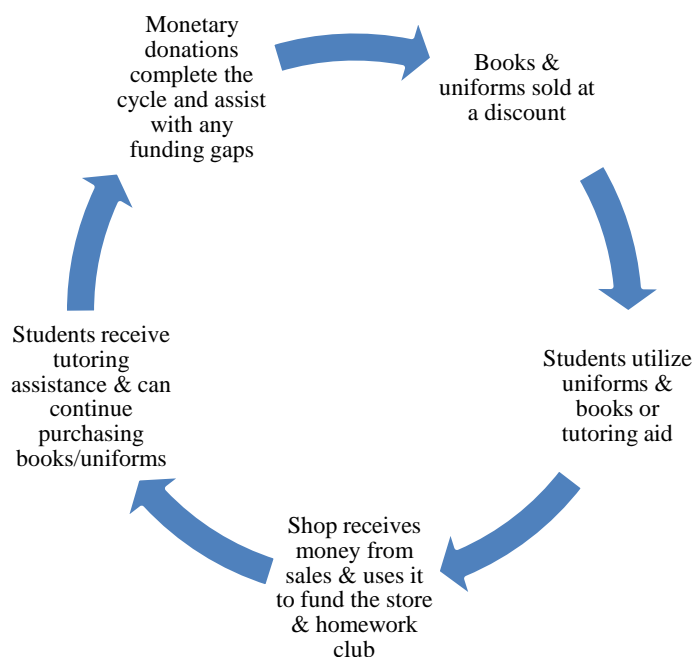 Monetary
donations
complete the
cycle and assist
with any
funding gaps
Books &
uniforms sold at
a discount
Students utilize
uniforms &
books or
tutoring aid
Shop receives
money from
sales & uses it
to fund the store
& homework
club
Students receive
tutoring
assistance & can
continue
purchasing
books/uniforms